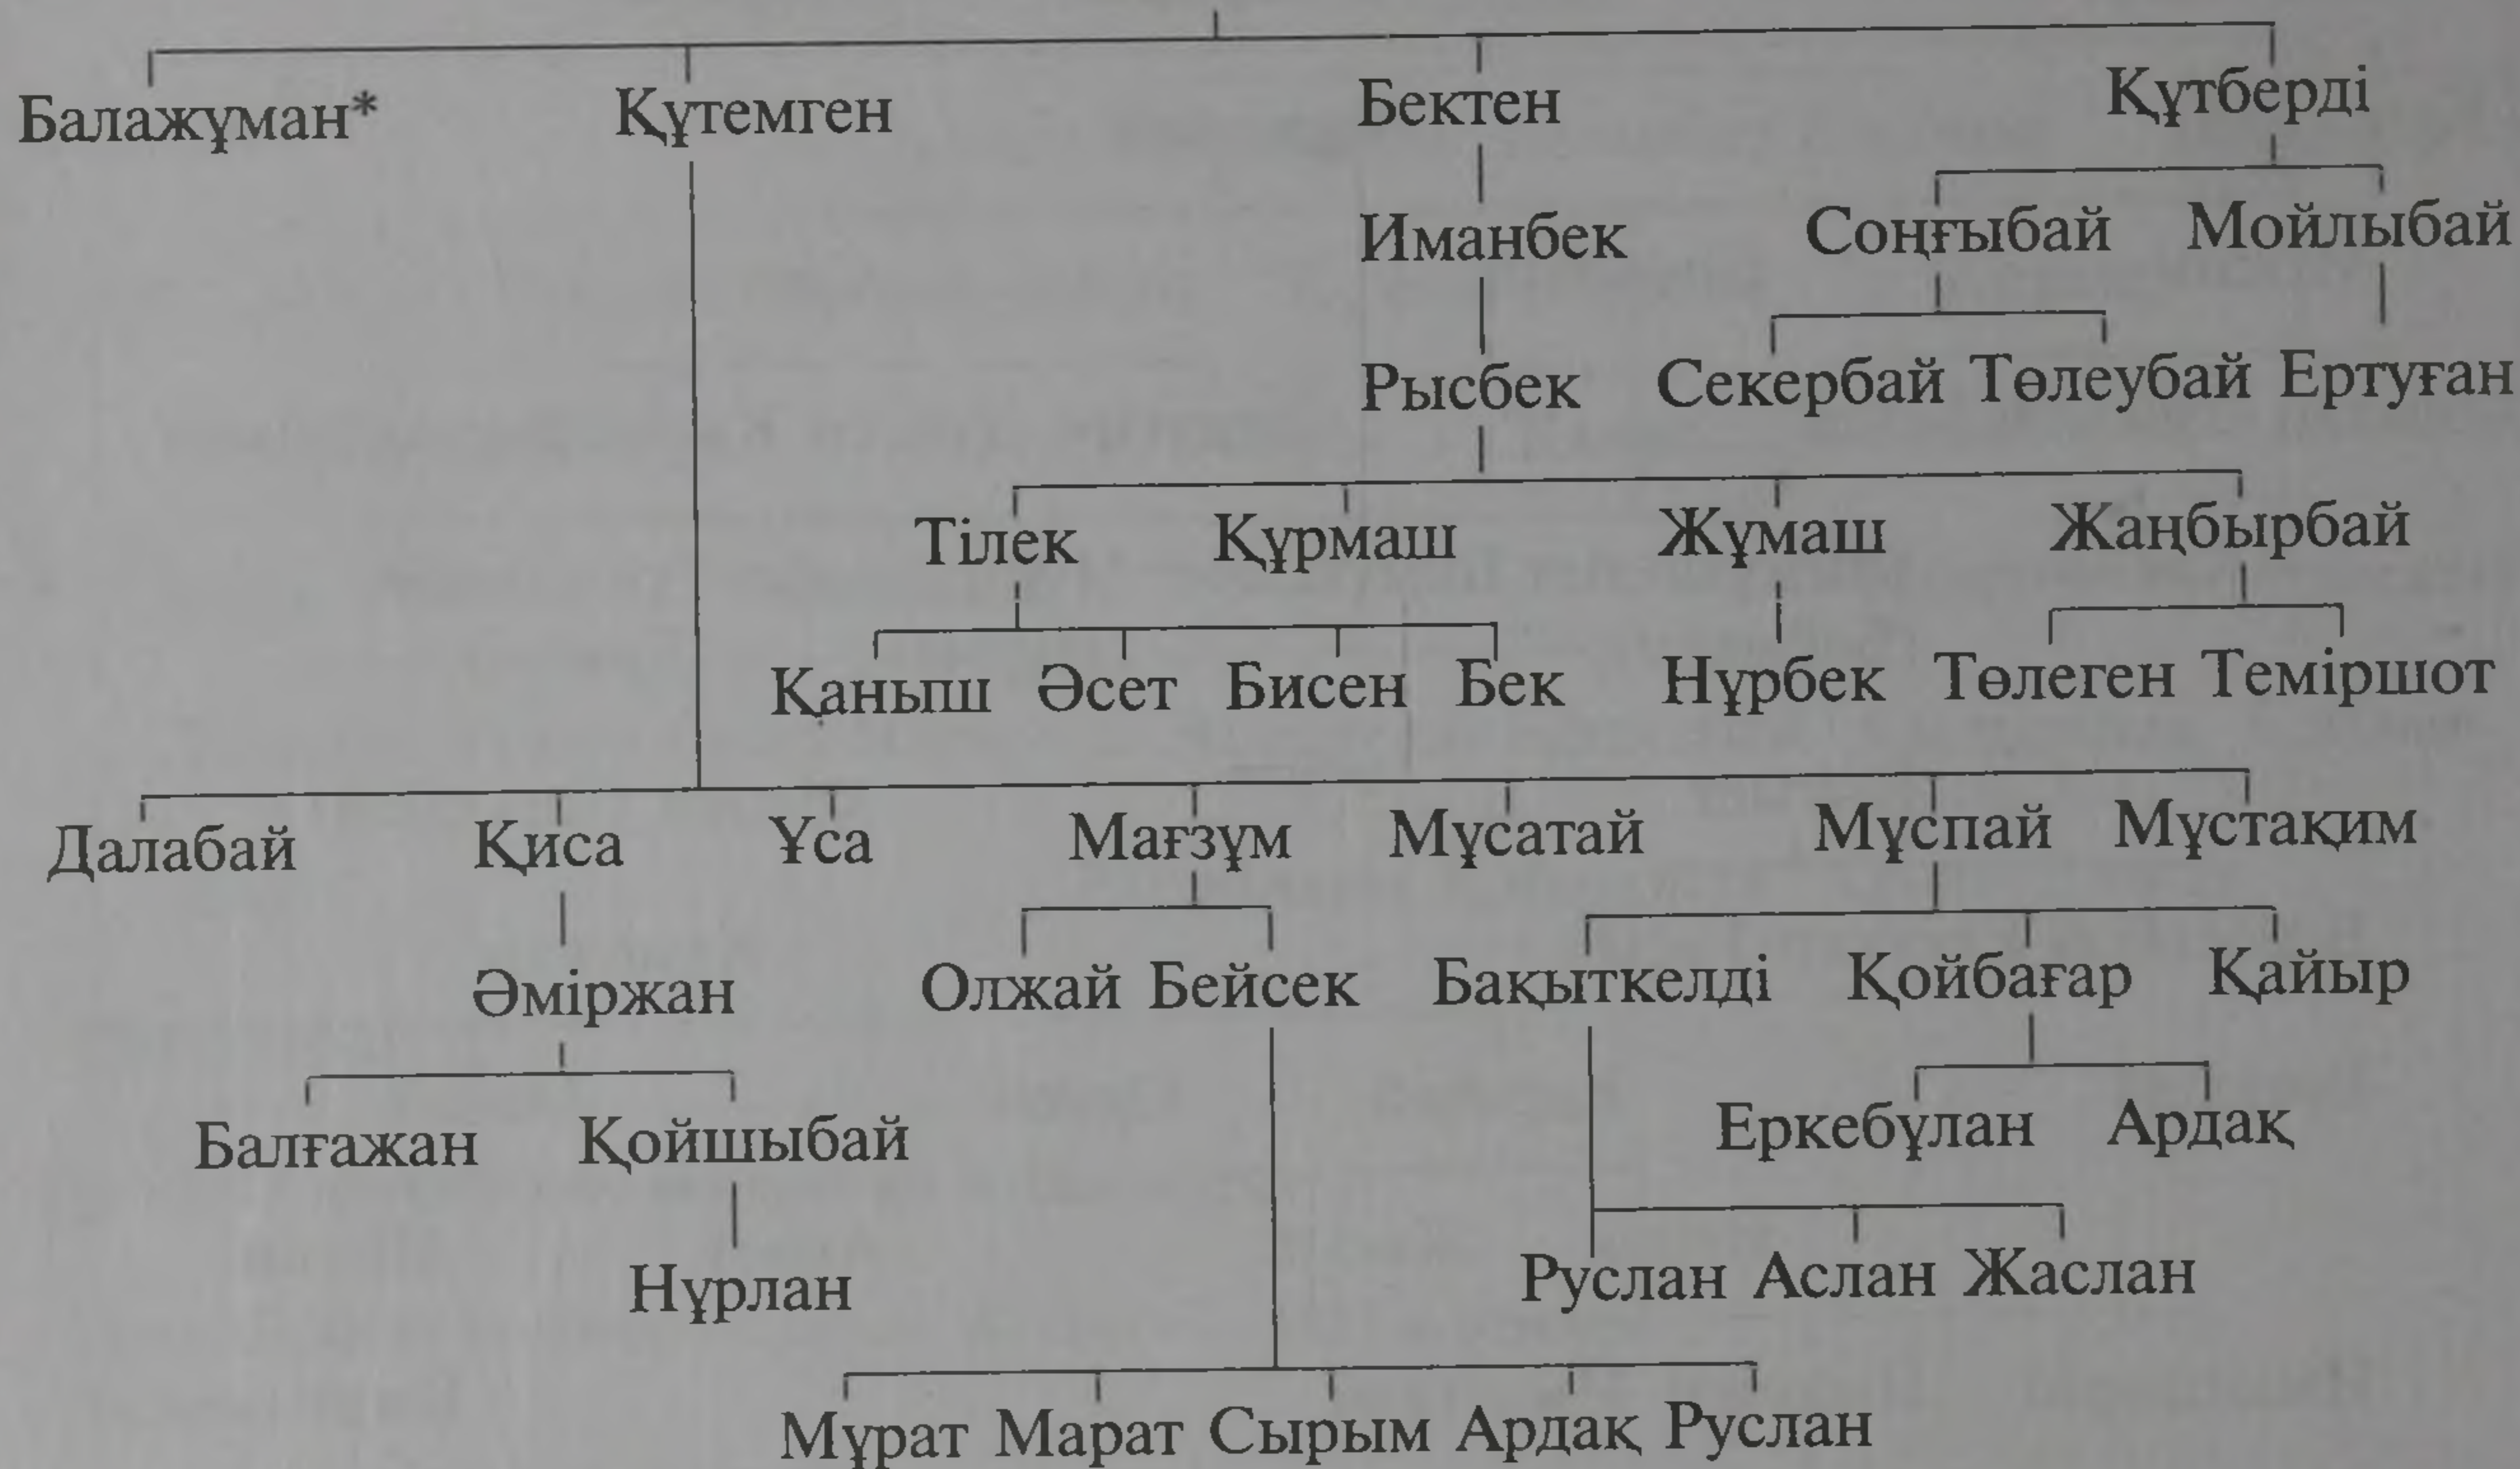 Балажұман* Құтемген Бектен Құтберді
Иманбек Соңғыбай Мойлыбай
Рысбек Секербай Төлеубай Ертуған
Тілек Құрмаш Жұмаш Жаңбырбай
Қаныш Әсет Бисен Бек Нұрбек Төлеген Теміршот
Далабай Қиса Ұса Мағзұм Мұсатай Мұспай Мұстақим
Әміржан Олжай Бейсек Бақыткелді Қойбағар Қайыр
Балғажан Қойшыбай Еркебұлан Ардақ
Нұрлан Руслан Аслан Жаслан
Мұрат Марат Сырым Ардақ Руслан